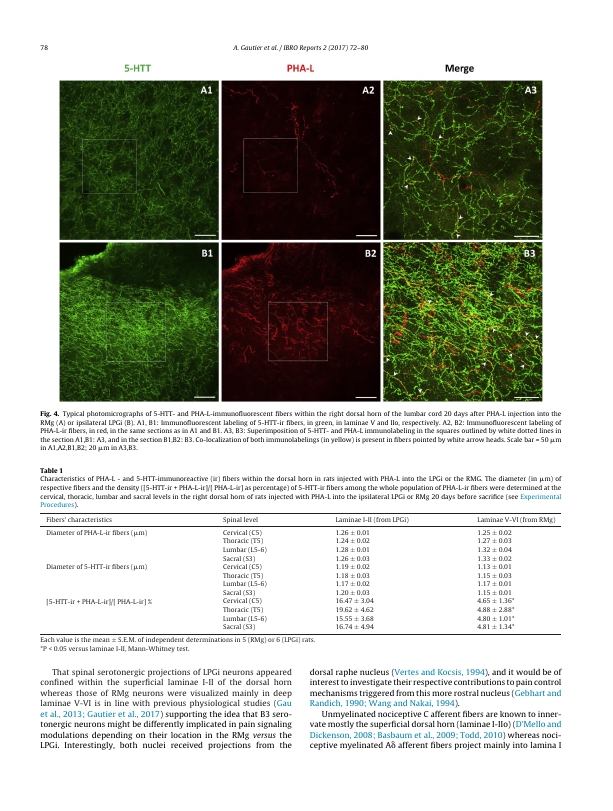 78
A. Gautier et al. / IBRO Reports 2 (2017) 72–80
5-HTT
PHA-L
Merge
A1
A2
A3
B1
B2
B3
Fig. 4. Typical photomicrographs of 5-HTT- and PHA-L-immunofluorescent fibers within the right dorsal horn of the lumbar cord 20 days after PHA-L injection into the
RMg (A) or ipsilateral LPGi (B). A1, B1: Immunofluorescent labeling of 5-HTT-ir fibers, in green, in laminae V and IIo, respectively. A2, B2: Immunofluorescent labeling of
PHA-L-ir fibers, in red, in the same sections as in A1 and B1. A3, B3: Superimposition of 5-HTT- and PHA-L immunolabeling in the squares outlined by white dotted lines in
the section A1,B1: A3, and in the section B1,B2: B3. Co-localization of both immunolabelings (in yellow) is present in fibers pointed by white arrow heads. Scale bar = 50 μm
in A1,A2,B1,B2; 20 μm in A3,B3.
Table 1
Characteristics of PHA-L - and 5-HTT-immunoreactive (ir) fibers within the dorsal horn in rats injected with PHA-L into the LPGi or the RMG. The diameter (in μm) of
respective fibers and the density ([5-HTT-ir + PHA-L-ir]/[ PHA-L-ir] as percentage) of 5-HTT-ir fibers among the whole population of PHA-L-ir fibers were determined at the
cervical, thoracic, lumbar and sacral levels in the right dorsal horn of rats injected with PHA-L into the ipsilateral LPGi or RMg 20 days before sacrifice (see Experimental
Procedures).
Fibers' characteristics Spinal level Laminae I-II (from LPGi) Laminae V–VI (from RMg)
Diameter of PHA-L-ir fibers (μm) Cervical (C5) 1.26 ± 0.01 1.25 ± 0.02
Thoracic (T5) 1.24 ± 0.02 1.27 ± 0.03
Lumbar (L5-6) 1.28 ± 0.01 1.32 ± 0.04
Sacral (S3) 1.26 ± 0.03 1.33 ± 0.02
Diameter of 5-HTT-ir fibers (μm) Cervical (C5) 1.19 ± 0.02 1.13 ± 0.01
Thoracic (T5) 1.18 ± 0.03 1.15 ± 0.03
Lumbar (L5-6) 1.17 ± 0.02 1.17 ± 0.01
Sacral (S3) 1.20 ± 0.03 1.15 ± 0.01
[5-HTT-ir + PHA-L-ir]/[ PHA-L-ir] % Cervical (C5) 16.47 ± 3.04 4.65 ± 1.36*
Thoracic (T5) 19.62 ± 4.62 4.88 ± 2.88*
Lumbar (L5-6) 15.55 ± 3.68 4.80 ± 1.01*
Sacral (S3) 16.74 ± 4.94 4.81 ± 1.34*
Each value is the mean ± S.E.M. of independent determinations in 5 (RMg) or 6 (LPGi) rats.
*P < 0.05 versus laminae I-II, Mann-Whitney test.
That spinal serotonergic projections of LPGi neurons appeared
confined within the superficial laminae I-II of the dorsal horn
whereas those of RMg neurons were visualized mainly in deep
laminae V–VI is in line with previous physiological studies (Gau
et al., 2013; Gautier et al., 2017) supporting the idea that B3 sero-
tonergic neurons might be differently implicated in pain signaling
modulations depending on their location in the RMg versus the
LPGi. Interestingly, both nuclei received projections from the
dorsal raphe nucleus (Vertes and Kocsis, 1994), and it would be of
interest to investigate their respective contributions to pain control
mechanisms triggered from this more rostral nucleus (Gebhart and
Randich, 1990; Wang and Nakai, 1994).
Unmyelinated nociceptive C afferent fibers are known to inner-
vate mostly the superficial dorsal horn (laminae I-IIo) (D'Mello and
Dickenson, 2008; Basbaum et al., 2009; Todd, 2010) whereas noci-
ceptive myelinated Aδ afferent fibers project mainly into lamina I